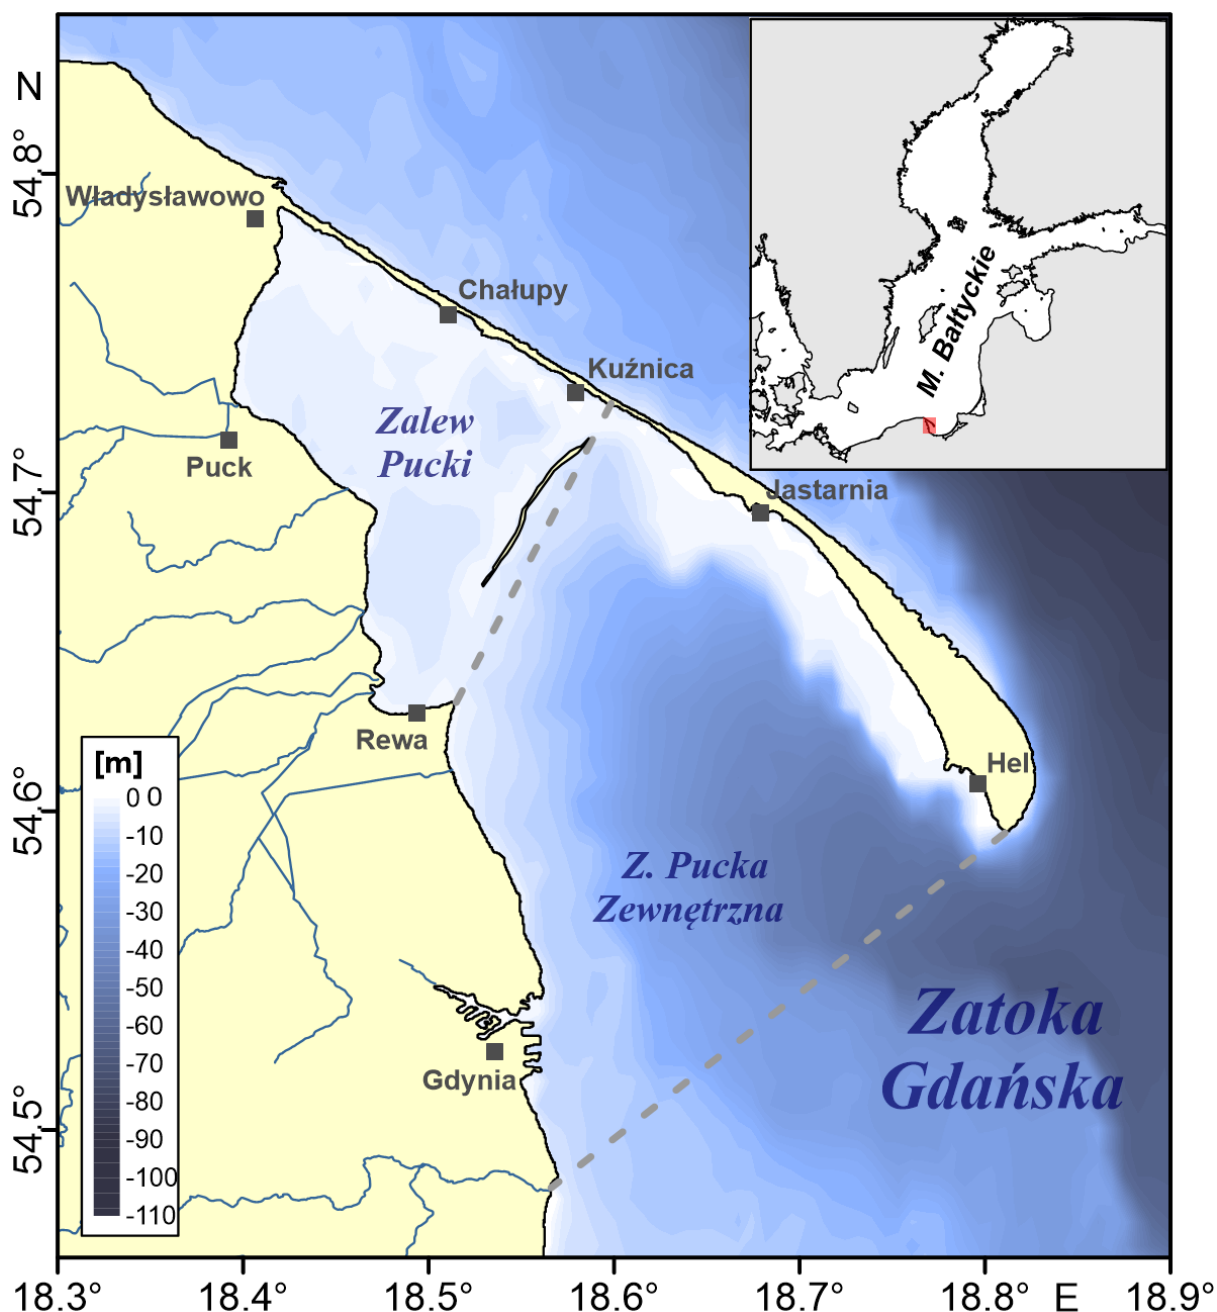 N
54.8°
54.7°
54.6°
54.5°
Władysławowo
Chałupy
Kuźnica
Jastarnia
Puck
Rewa
Hel
Gdynia
Zalew
Pucki
Z. Pucka
Zewnętrzna
Zatoka
Gdańska
M. Bałtyckie
[m]
0 0
-10
-20
-30
-40
-50
-60
-70
-80
-90
-100
-110
18.3°
18.4°
18.5°
18.6°
18.7°
18.8°
E
18.9°